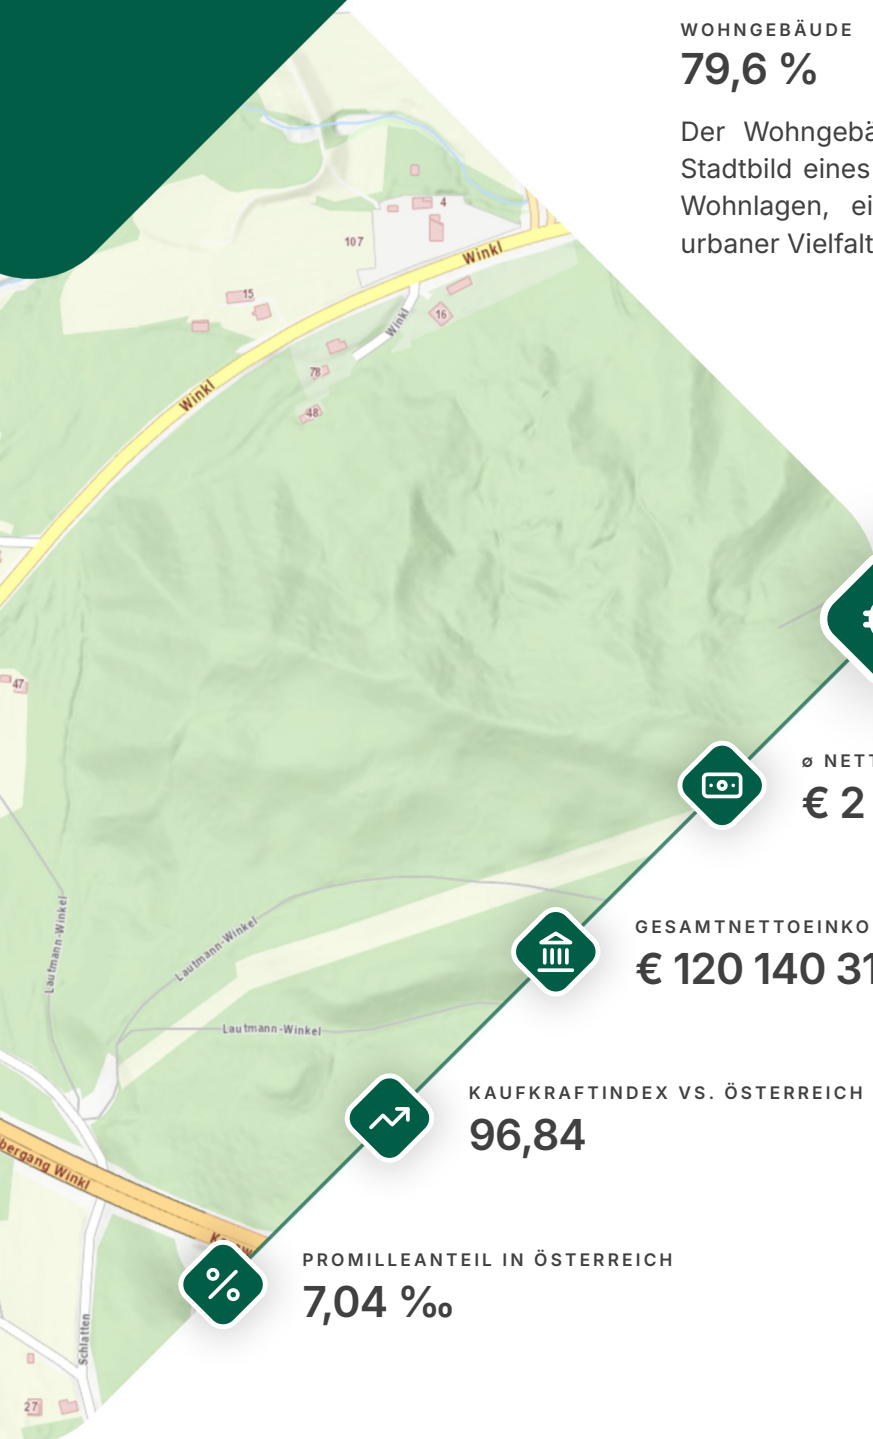 WOHNGEBÄUDE
79,6 %
Der Wohngebä
Stadtbild eines
Wohnlagen, ei
urbaner Vielfalt
4
107
Winkl
15
Winkl
16
78
Winkl
48
47
ø NETT
€ 2
Lautmann-Winkel
Lautmann-Winkel
GESAMTNETTOEINKO
€ 120 140 31
Lautmann-Winkel
KAUFKRAFTINDEX VS. ÖSTERREICH
96,84
bergang Winkl
PROMILLEANTEIL IN ÖSTERREICH
7,04 ‰
Schlatten
27